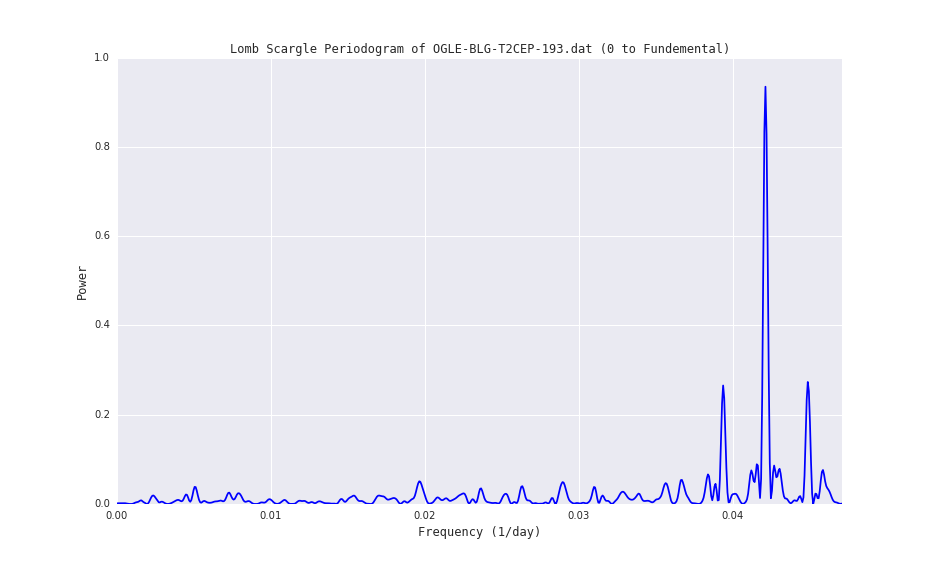 Lomb Scargle Periodogram of OGLE-BLG-T2CEP-193.dat (0 to Fundemental)
1.0
0.8
0.6
0.4
0.2
0.0
Power
0.00 0.01 0.02 0.03 0.04
Frequency (1/day)